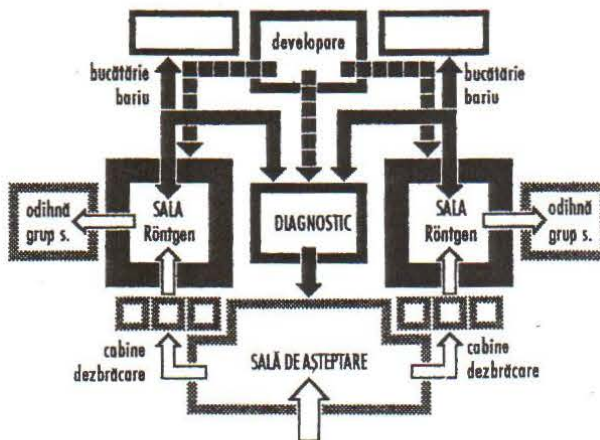 developare
bucătărie
bariu
bucătărie
bariu
odihnă
grup s.
SALA
Röntgen
DIAGNOSTIC
SALA
Röntgen
odihnă
grup s.
cabine
dezbrăcare
SALĂ DE AȘTEPTARE
cabine
dezbrăcare